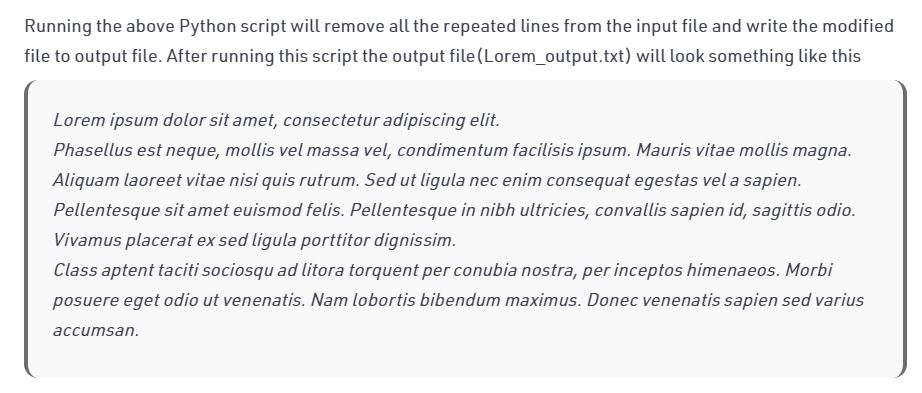 Running the above Python script will remove all the repeated lines from the input file and write the modified
file to output file. After running this script the output file(Lorem_output.txt) will look something like this
Lorem ipsum dolor sit amet, consectetur adipiscing elit.
Phasellus est neque, mollis vel massa vel, condimentum facilisis ipsum. Mauris vitae mollis magna.
Aliquam laoreet vitae nisi quis rutrum. Sed ut ligula nec enim consequat egestas vel a sapien.
Pellentesque sit amet euismod felis. Pellentesque in nibh ultricies, convallis sapien id, sagittis odio.
Vivamus placerat ex sed ligula porttitor dignissim.
Class aptent taciti sociosqu ad litora torquent per conubia nostra, per inceptos himenaeos. Morbi
posuere eget odio ut venenatis. Nam lobortis bibendum maximus. Donec venenatis sapien sed varius
accumsan.